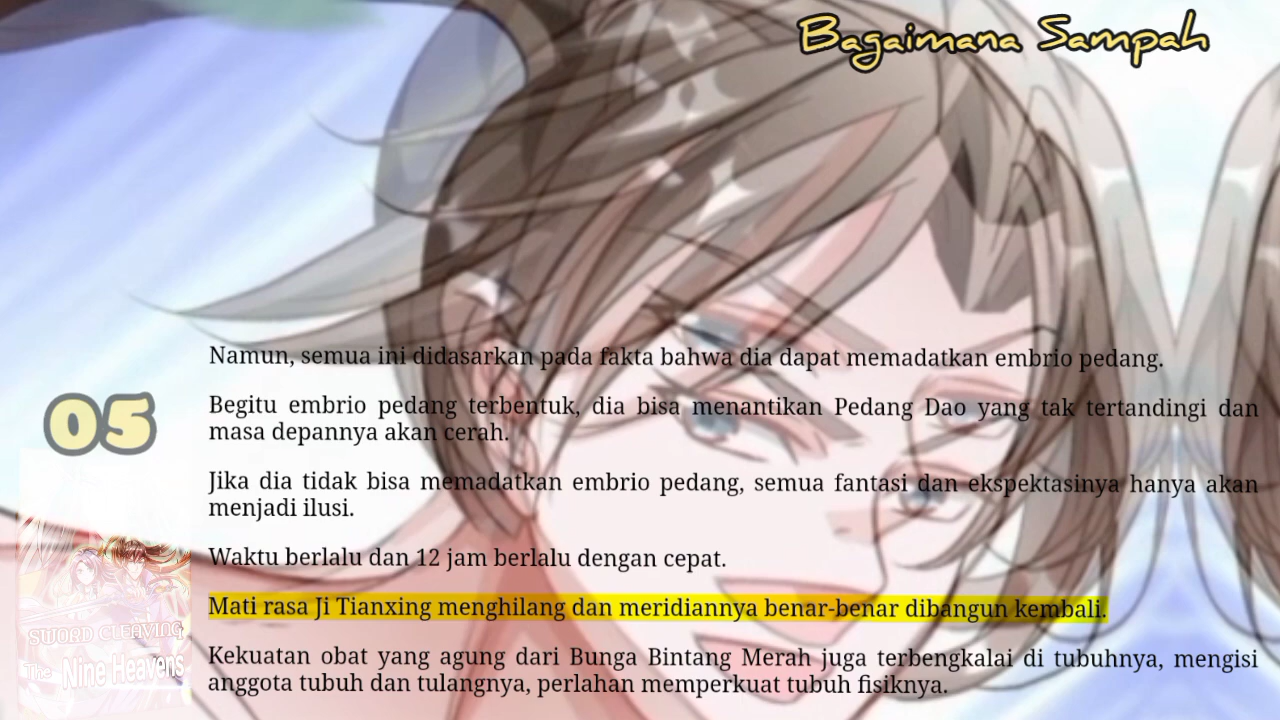 Bagaimana Sampah
Namun, semua ini didasarkan pada fakta bahwa dia dapat memadatkan embrio pedang.
05
Begitu embrio pedang terbentuk, dia bisa menantikan Pedang Dao yang tak tertandingi dan
masa depannya akan cerah.
Jika dia tidak bisa memadatkan embrio pedang, semua fantasi dan ekspektasinya hanya akan
menjadi ilusi.
Waktu berlalu dan 12 jam berlalu dengan cepat.
Mati rasa Ji Tianxing menghilang dan meridiannya benar-benar dibangun kembali.
SWORD CLEAVING
The Nine Heavens
Kekuatan obat yang agung dari Bunga Bintang Merah juga terbengkalai di tubuhnya, mengisi
anggota tubuh dan tulangnya, perlahan memperkuat tubuh fisiknya.